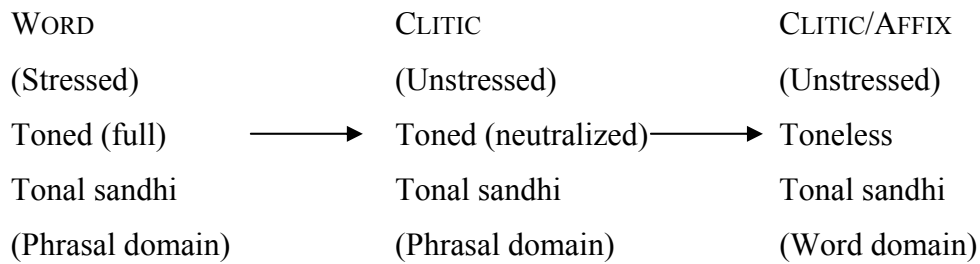 WORD CLITIC CLITIC/AFFIX
(Stressed) (Unstressed) (Unstressed)
Toned (full) Toned (neutralized) Toneless
Tonal sandhi Tonal sandhi Tonal sandhi
(Phrasal domain) (Phrasal domain) (Word domain)